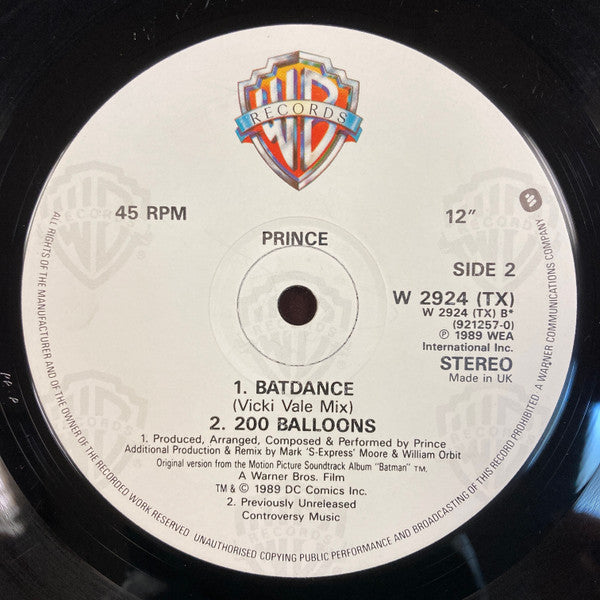 WB
RECORDS
45 RPM
12”
PRINCE
SIDE 2
W 2924 (TX)
W 2924 (TX) B*
(921257-0)
℗ 1989 WEA
International Inc.
STEREO
Made in UK
1. BATDANCE
(Vicki Vale Mix)
2. 200 BALLOONS
1. Produced, Arranged, Composed & Performed by Prince
Additional Production & Remix by Mark 'S-Express' Moore & William Orbit
Original version from the Motion Picture Soundtrack Album "Batman" ™.
A Warner Bros. Film
TM & © 1989 DC Comics Inc.
2. Previously Unreleased
Controversy Music
ALL RIGHTS OF THE MANUFACTURER AND OF THE OWNER OF THE RECORDED WORK RESERVED
UNAUTHORISED COPYING PUBLIC PERFORMANCE AND BROADCASTING OF THIS RECORD PROHIBITED
A WARNER COMMUNICATIONS COMPANY